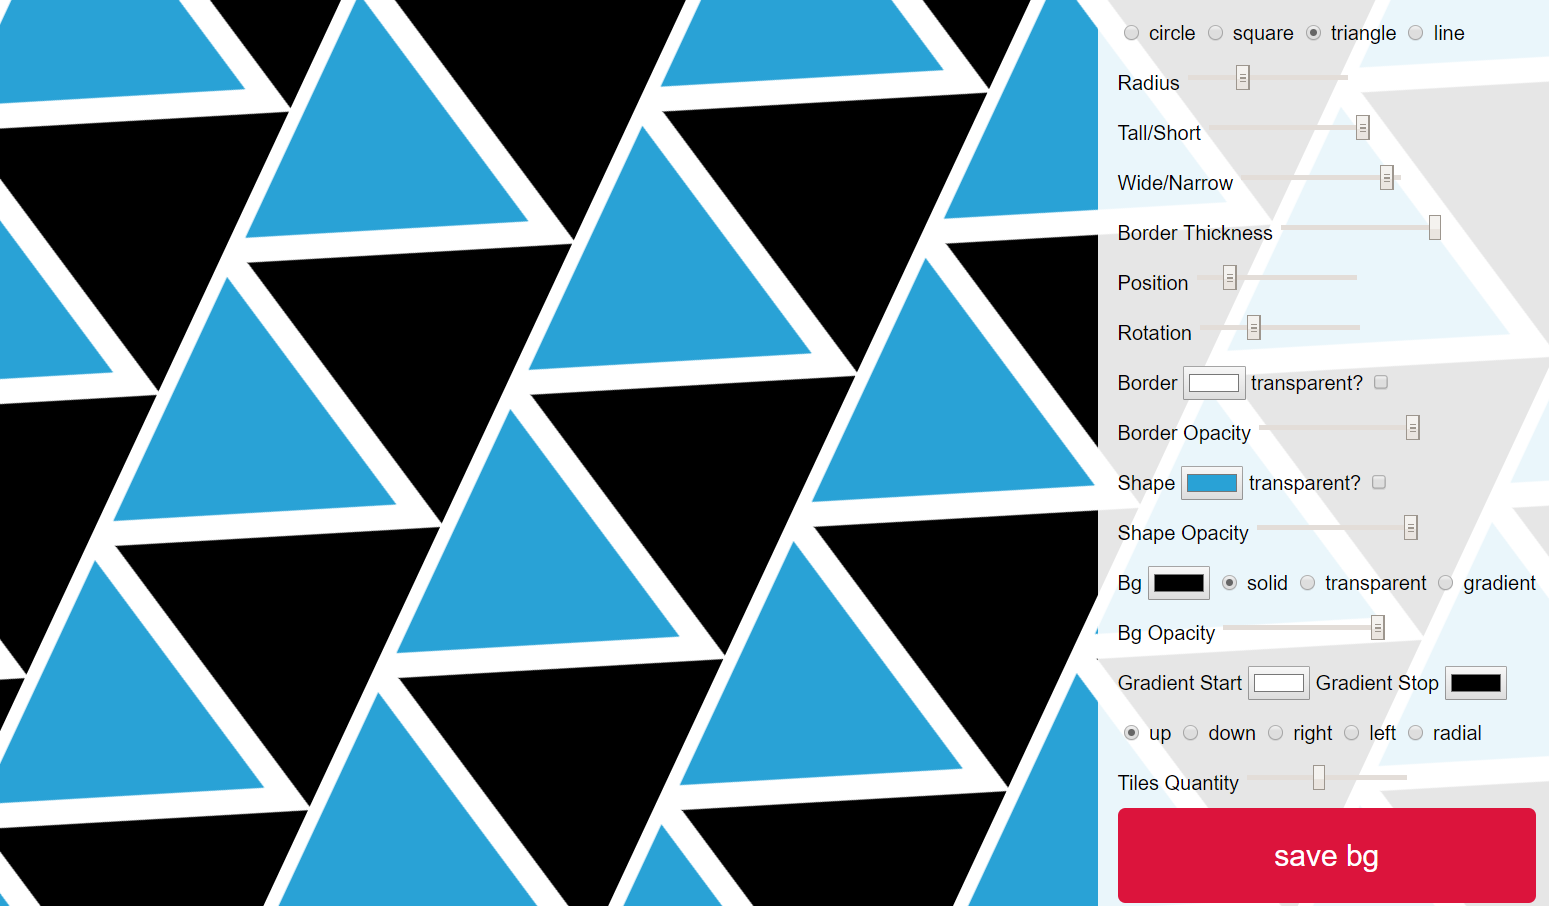 circle square triangle line
Radius
Tall/Short
Wide/Narrow
Border Thickness
Position
Rotation
Border transparent?
Border Opacity
Shape transparent?
Shape Opacity
Bg solid transparent gradient
Bg Opacity
Gradient Start Gradient Stop
up down right left radial
Tiles Quantity
save bg